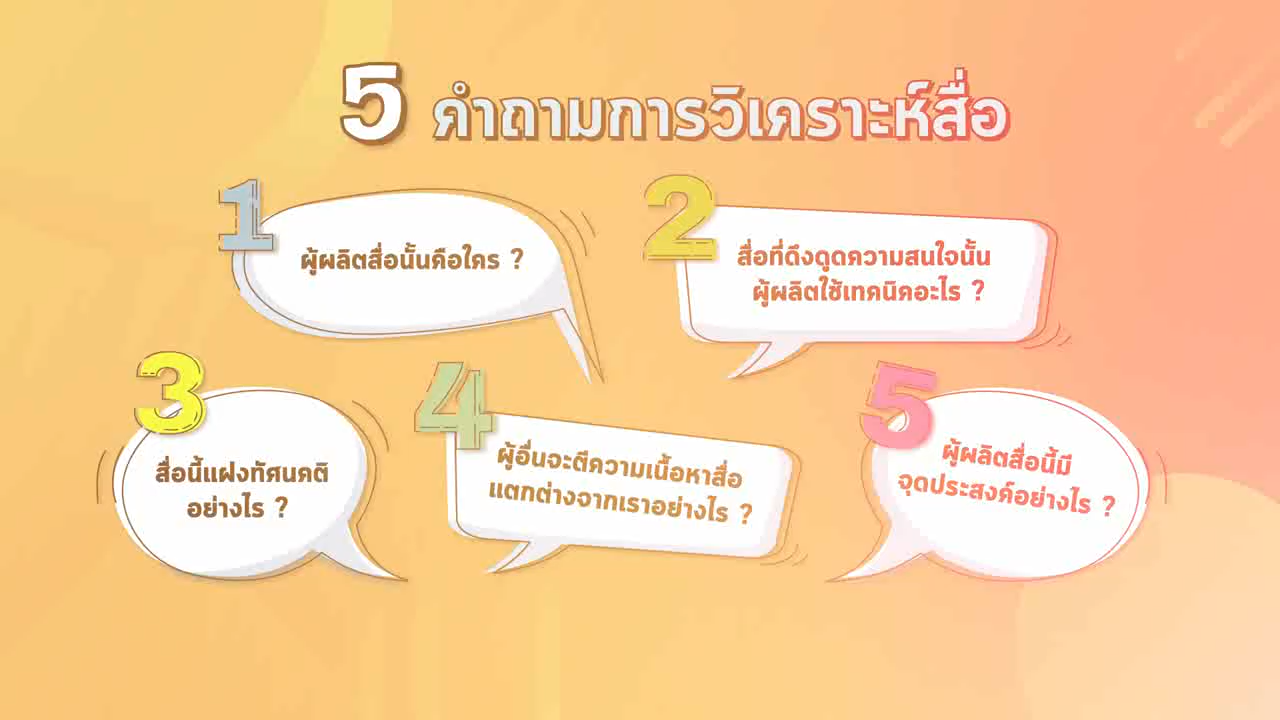 5 คำถามการวิเคราะห์สื่อ
1
ผู้ผลิตสื่อนั้นคือใคร ?
2
สื่อที่ดึงดูดความสนใจนั้น
ผู้ผลิตใช้เทคนิคอะไร ?
3
สื่อนี้แฝงทัศนคติ
อย่างไร ?
4
ผู้อื่นจะตีความเนื้อหาสื่อ
แตกต่างจากเราอย่างไร ?
5
ผู้ผลิตสื่อนี้มี
จุดประสงค์อย่างไร ?